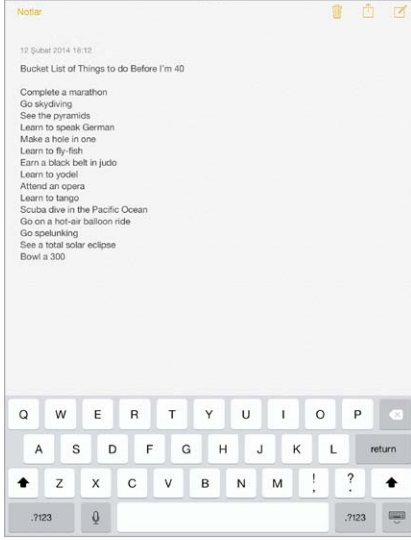 Notlar
12 Şubat 2014 16:12
Bucket List of Things to do Before I'm 40
Complete a marathon
Go skydiving
See the pyramids
Learn to speak German
Make a hole in one
Learn to fly-fish
Earn a black belt in judo
Learn to yodel
Attend an opera
Learn to tango
Scuba dive in the Pacific Ocean
Go on a hot-air balloon ride
Go spelunking
See a total solar eclipse
Bowl a 300
Q W E R T Y U I O P
A S D F G H J K L return
Z X C V B N M ! , ? .
.?123 .?123